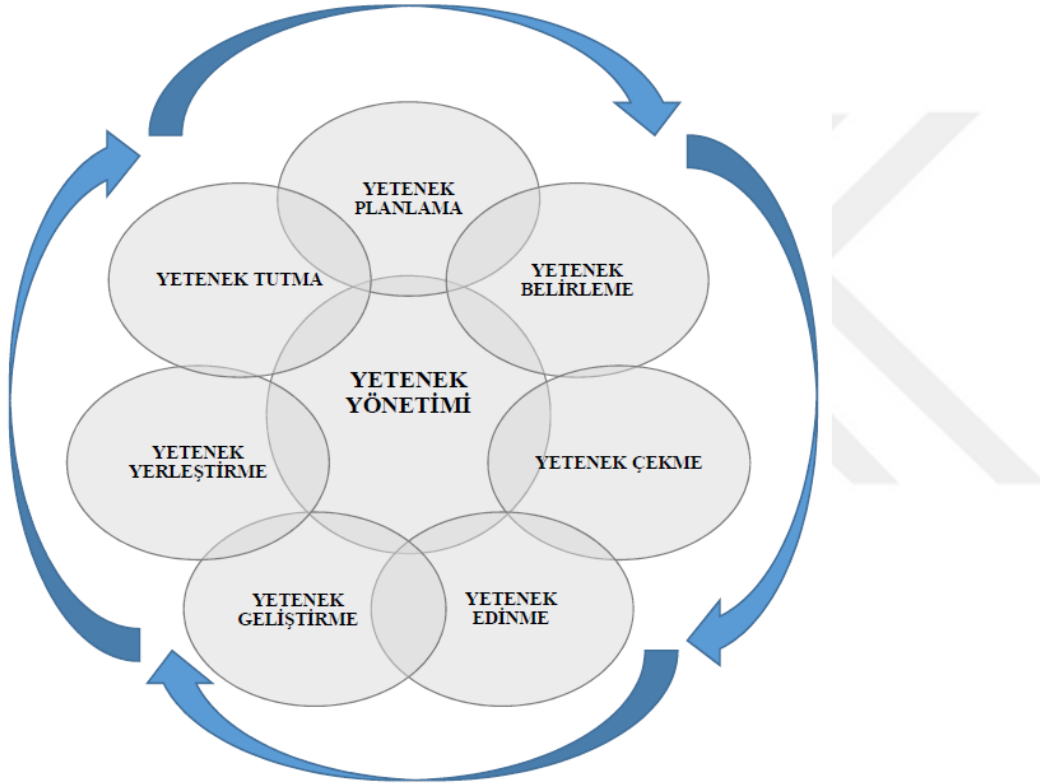 YETENEK
PLANLAMA
YETENEK
BELİRLEME
YETENEK TUTMA
YETENEK
YÖNETİMİ
YETENEK ÇEKME
YETENEK
YERLEŞTİRME
YETENEK
EDİNME
YETENEK
GELİŞTİRME